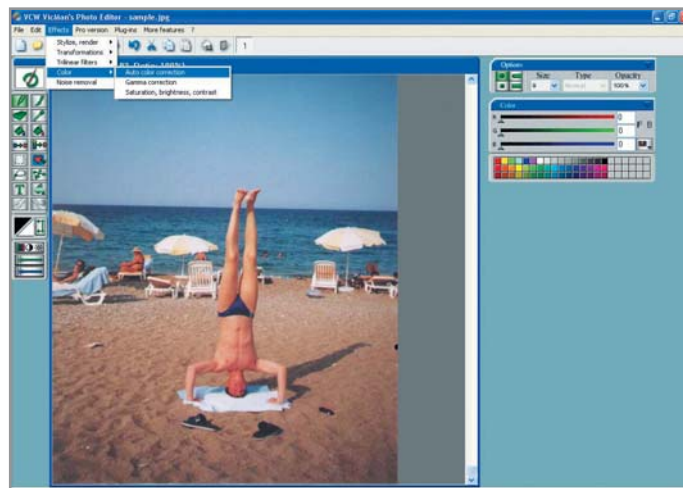 VCW VicMan's Photo Editor - sample.jpg
File Edit Effects Pro version Plug-ins More features ?
Stylize, render
Transformations
Trilinear filters
Color
Noise removal
Auto color correction
Gamma correction
Saturation, brightness, contrast
1
Options
Size Type Opacity
100%
Color
R 0
G 0
B 0
T